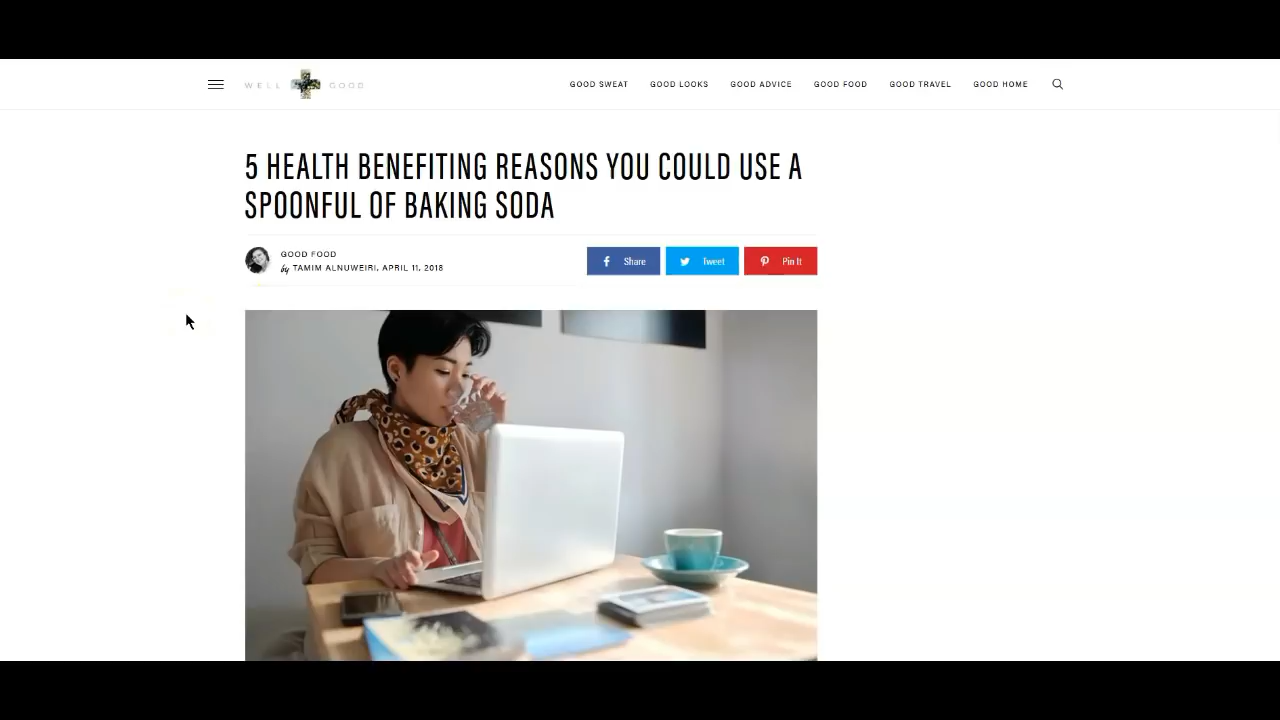 WELL GOOD
GOOD SWEAT GOOD LOOKS GOOD ADVICE GOOD FOOD GOOD TRAVEL GOOD HOME
5 HEALTH BENEFITING REASONS YOU COULD USE A
SPOONFUL OF BAKING SODA
GOOD FOOD
by TAMIM ALNUWEIRI, APRIL 11, 2018
Share Tweet Pin It